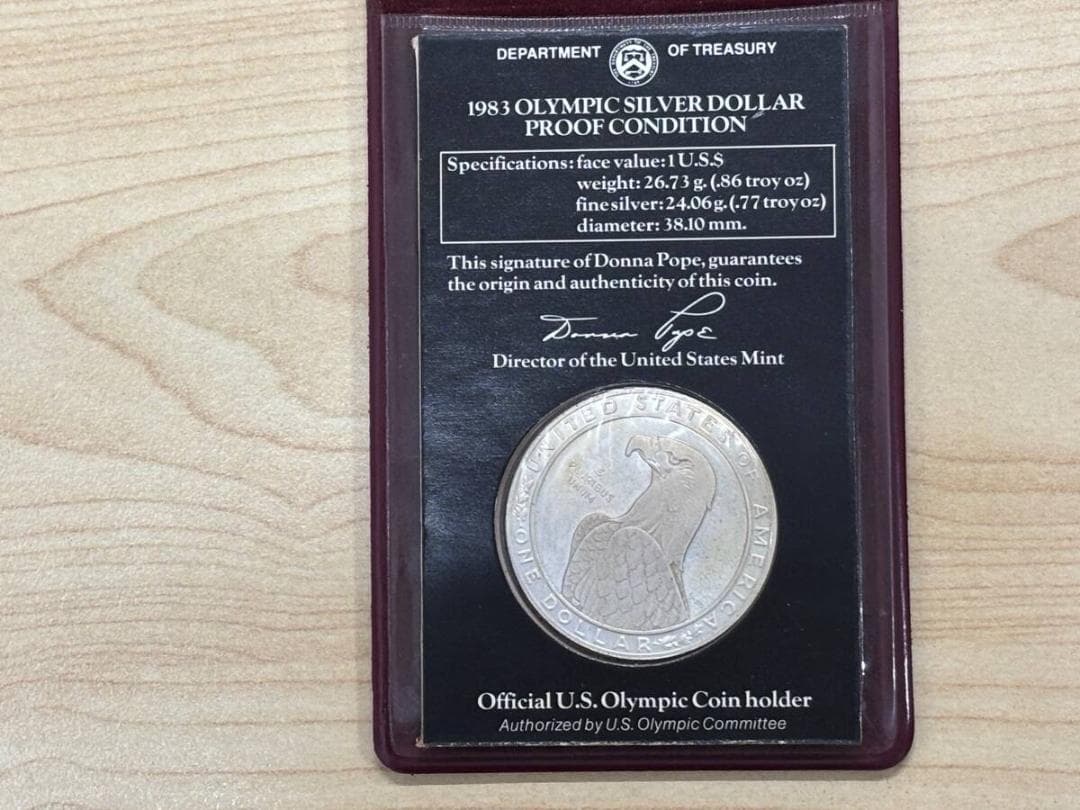 DEPARTMENT OF TREASURY
1983 OLYMPIC SILVER DOLLAR
PROOF CONDITION
Specifications: face value: 1 U.S.$
weight: 26.73 g. (.86 troy oz)
fine silver: 24.06 g. (.77 troy oz)
diameter: 38.10 mm.
This signature of Donna Pope, guarantees
the origin and authenticity of this coin.
Donna Pope
Director of the United States Mint
UNITED STATES OF AMERICA
E
PLURIBUS
UNUM
ONE DOLLAR
Official U.S. Olympic Coin holder
Authorized by U.S. Olympic Committee